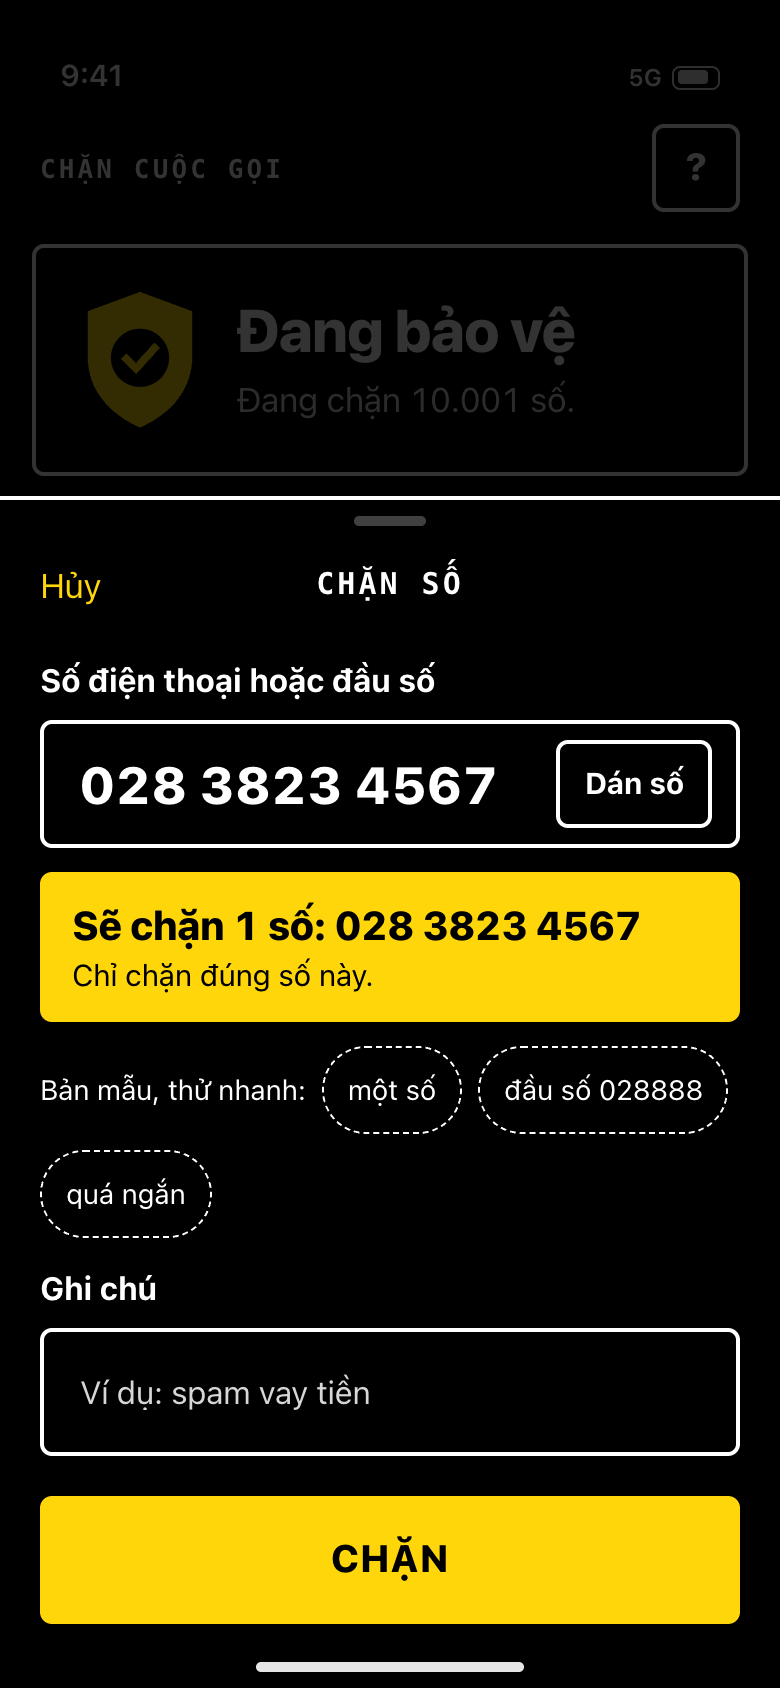 9:41
5G
CHẶN CUỘC GỌI
?
Đang bảo vệ
Đang chặn 10.001 số.
Hủy
CHẶN SỐ
Số điện thoại hoặc đầu số
028 3823 4567
Dán số
Sẽ chặn 1 số: 028 3823 4567
Chỉ chặn đúng số này.
Bản mẫu, thử nhanh:
một số
đầu số 028888
quá ngắn
Ghi chú
Ví dụ: spam vay tiền
CHẶN